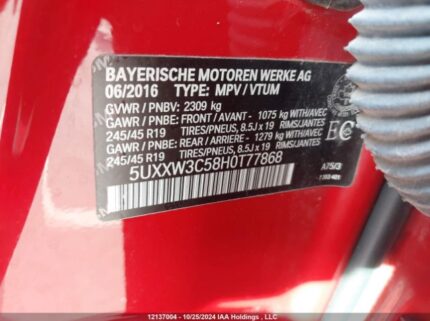 BAYERISCHE MOTOREN WERKE AG
06/2016 TYPE: MPV / VTUM
GVWR / PNBV: 2309 kg
GAWR / PNBE: FRONT / AVANT - 1075 kg WITH/AVEC
245/45 R19 TIRES/PNEUS, 8.5J x 19 RIMS/JANTES
GAWR / PNBE: REAR / ARRIERE - 1279 kg WITH/AVEC
245/45 R19 TIRES/PNEUS, 8.5J x 19 RIMS/JANTES
5UXXW3C58H0T77868
A75/3
EC
12137004 - 10/25/2024 IAA Holdings , LLC